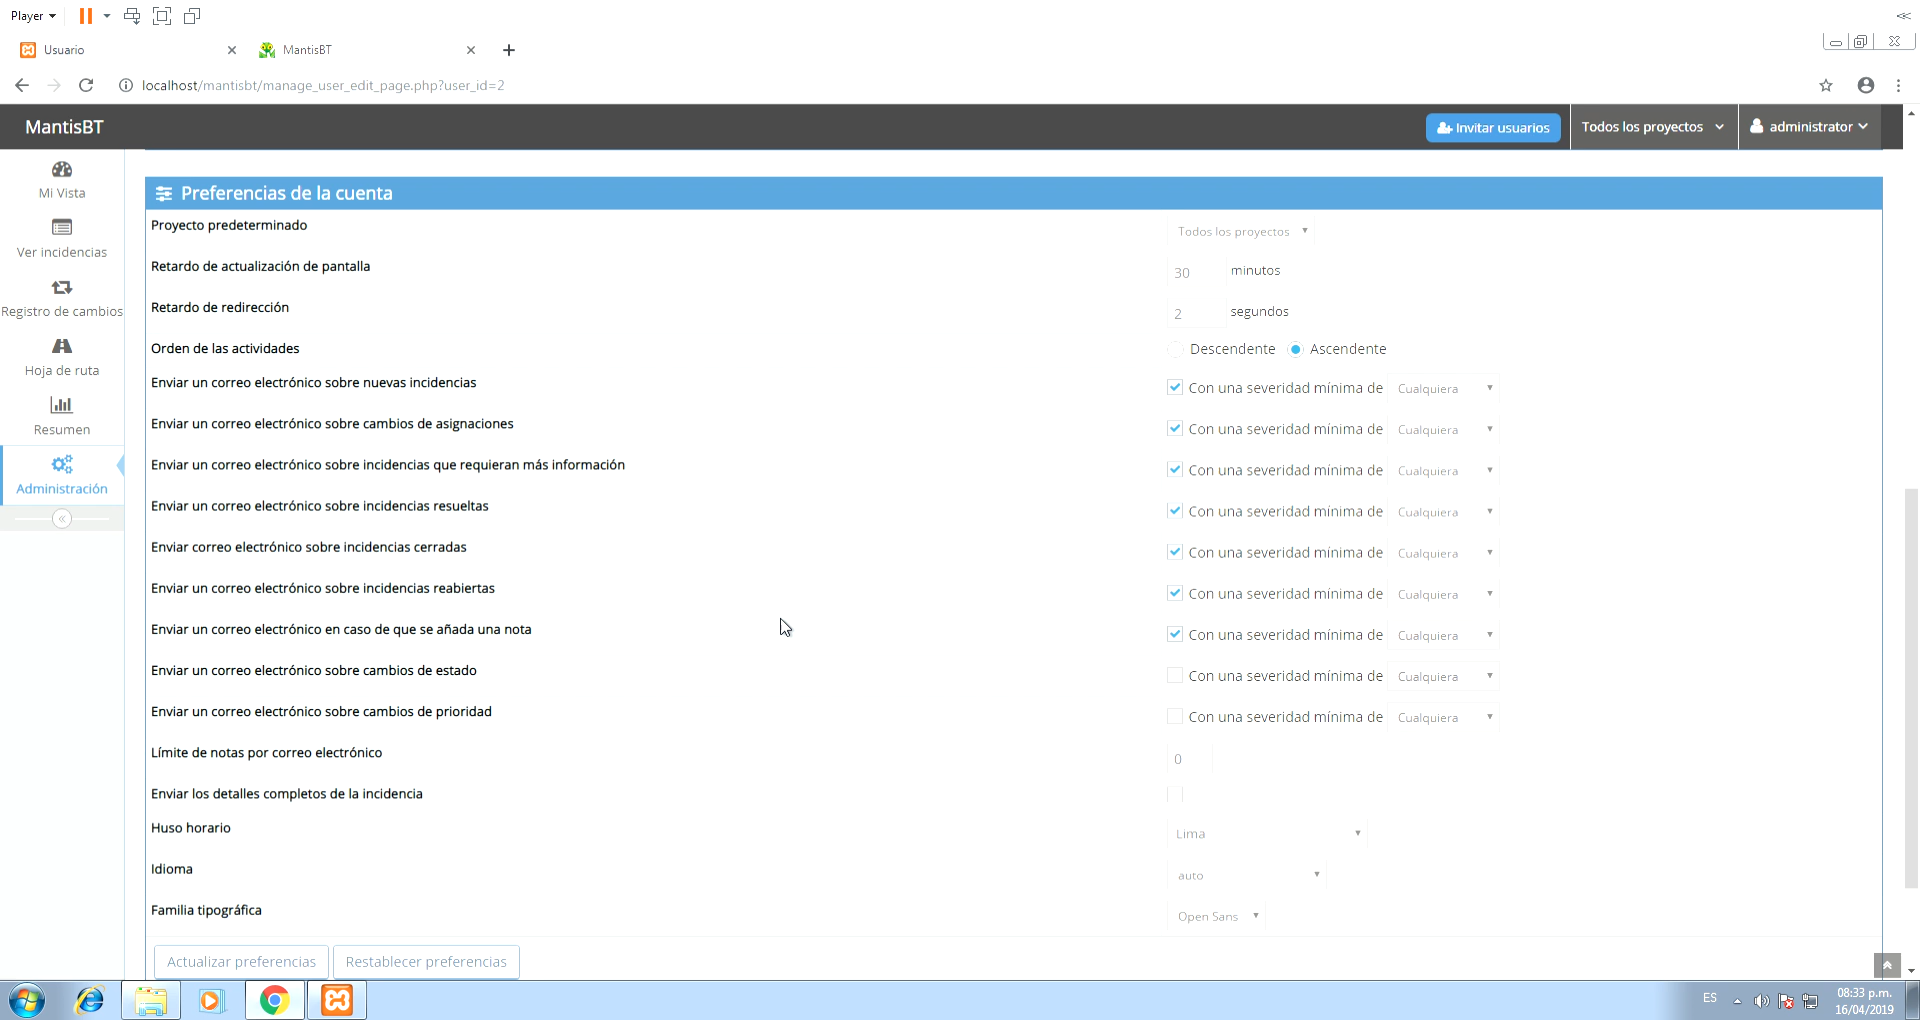 Player
Usuario
MantisBT
localhost/mantisbt/manage_user_edit_page.php?user_id=2
MantisBT
Invitar usuarios
Todos los proyectos
administrator
Mi Vista
Ver incidencias
Registro de cambios
Hoja de ruta
Resumen
Administración
Preferencias de la cuenta
Proyecto predeterminado
Todos los proyectos
Retardo de actualización de pantalla
30 minutos
Retardo de redirección
2 segundos
Orden de las actividades
Descendente Ascendente
Enviar un correo electrónico sobre nuevas incidencias
Con una severidad mínima de Cualquiera
Enviar un correo electrónico sobre cambios de asignaciones
Con una severidad mínima de Cualquiera
Enviar un correo electrónico sobre incidencias que requieran más información
Con una severidad mínima de Cualquiera
Enviar un correo electrónico sobre incidencias resueltas
Con una severidad mínima de Cualquiera
Enviar correo electrónico sobre incidencias cerradas
Con una severidad mínima de Cualquiera
Enviar un correo electrónico sobre incidencias reabiertas
Con una severidad mínima de Cualquiera
Enviar un correo electrónico en caso de que se añada una nota
Con una severidad mínima de Cualquiera
Enviar un correo electrónico sobre cambios de estado
Con una severidad mínima de Cualquiera
Enviar un correo electrónico sobre cambios de prioridad
Con una severidad mínima de Cualquiera
Límite de notas por correo electrónico
0
Enviar los detalles completos de la incidencia
Huso horario
Lima
Idioma
auto
Familia tipográfica
Open Sans
Actualizar preferencias
Restablecer preferencias
ES
08:33 p.m.
16/04/2019